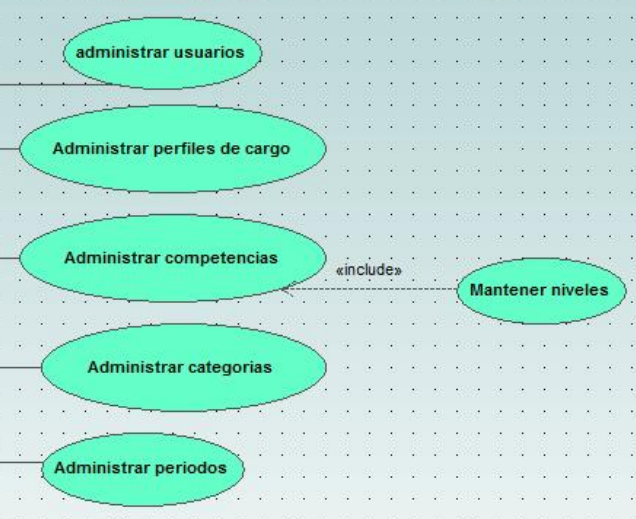 administrar usuarios
Administrar perfiles de cargo
Administrar competencias
«include»
Mantener niveles
Administrar categorias
Administrar periodos